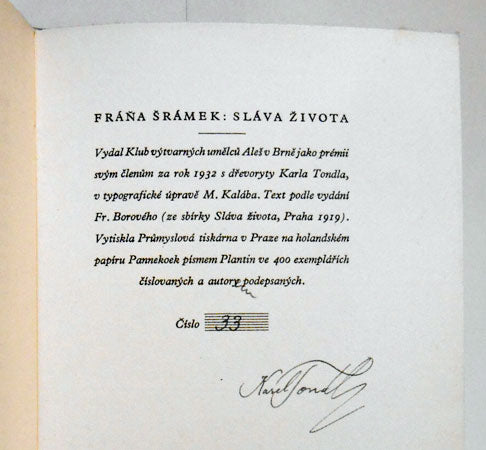 FRÁŇA ŠRÁMEK: SLÁVA ŽIVOTA
Vydal Klub výtvarných umělců Aleš v Brně jako prémii
svým členům za rok 1932 s dřevoryty Karla Tondla,
v typografické úpravě M. Kalába. Text podle vydání
Fr. Borového (ze sbírky Sláva života, Praha 1919).
Vytiskla Průmyslová tiskárna v Praze na holandském
papíru Pannekoek písmem Plantin ve 400 exemplářích
číslovaných a autory podepsaných.
Číslo 33
Karel Tondl